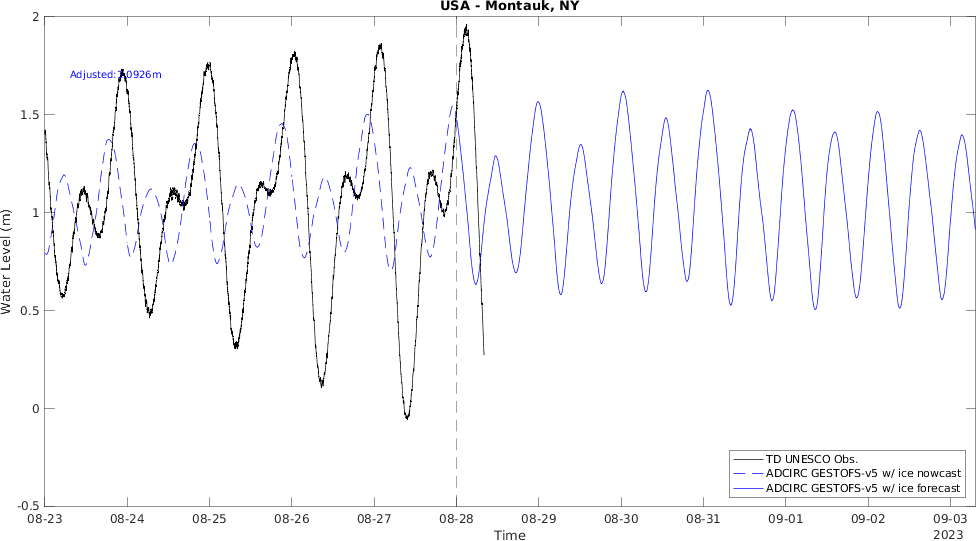 USA - Montauk, NY
2
Adjusted:1.0926m
1.5
1
0.5
0
-0.5
Water Level (m)
TD UNESCO Obs.
ADCIRC GESTOFS-v5 w/ ice nowcast
ADCIRC GESTOFS-v5 w/ ice forecast
08-23 08-24 08-25 08-26 08-27 08-28 08-29 08-30 08-31 09-01 09-02 09-03
Time 2023